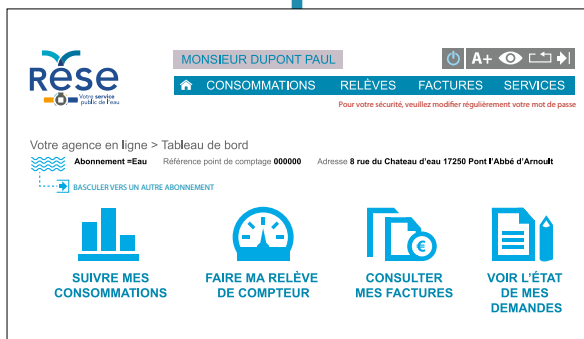 Rése
Votre service
public de l'eau
MONSIEUR DUPONT PAUL
A+
CONSOMMATIONS RELÈVES FACTURES SERVICES
Pour votre sécurité, veuillez modifier régulièrement votre mot de passe
Votre agence en ligne > Tableau de bord
Abonnement =Eau Référence point de comptage 000000 Adresse 8 rue du Chateau d'eau 17250 Pont l'Abbé d'Arnoult
BASCULER VERS UN AUTRE ABONNEMENT
€
SUIVRE MES
CONSOMMATIONS
FAIRE MA RELÈVE
DE COMPTEUR
CONSULTER
MES FACTURES
VOIR L'ÉTAT
DE MES
DEMANDES